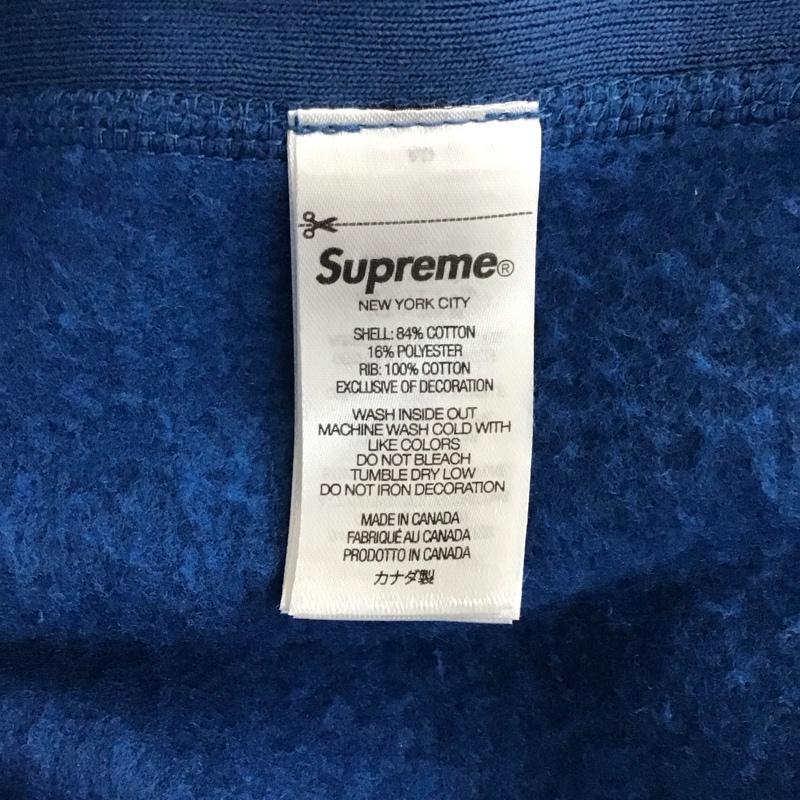 Supreme®
NEW YORK CITY
SHELL: 84% COTTON
16% POLYESTER
RIB: 100% COTTON
EXCLUSIVE OF DECORATION
WASH INSIDE OUT
MACHINE WASH COLD WITH
LIKE COLORS
DO NOT BLEACH
TUMBLE DRY LOW
DO NOT IRON DECORATION
MADE IN CANADA
FABRIQUÉ AU CANADA
PRODOTTO IN CANADA
カナダ製